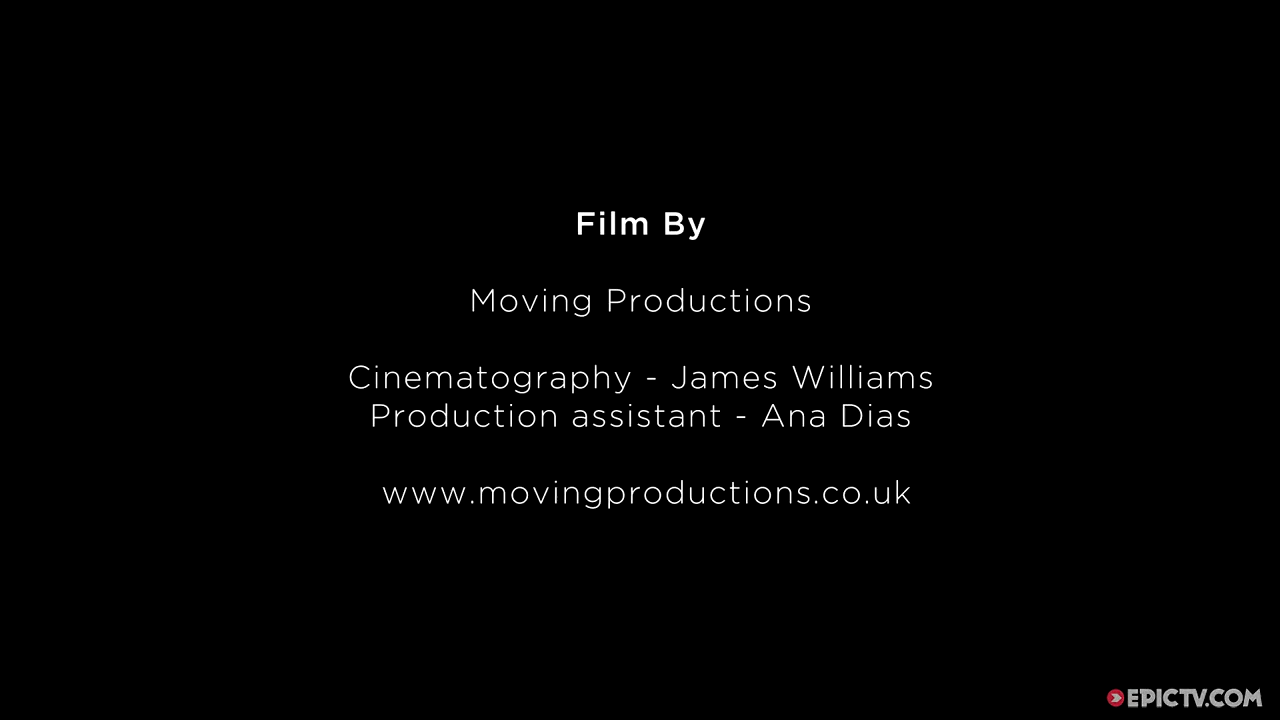 Film By
Moving Productions
Cinematography - James Williams
Production assistant - Ana Dias
www.movingproductions.co.uk
EPICTV.COM